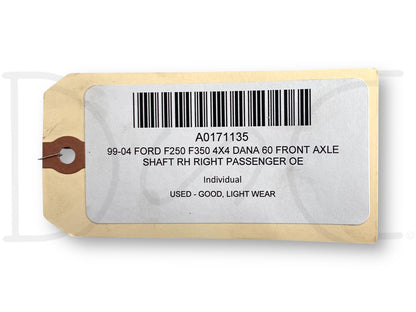 A0171135
99-04 FORD F250 F350 4X4 DANA 60 FRONT AXLE
SHAFT RH RIGHT PASSENGER OE
Individual
USED - GOOD, LIGHT WEAR